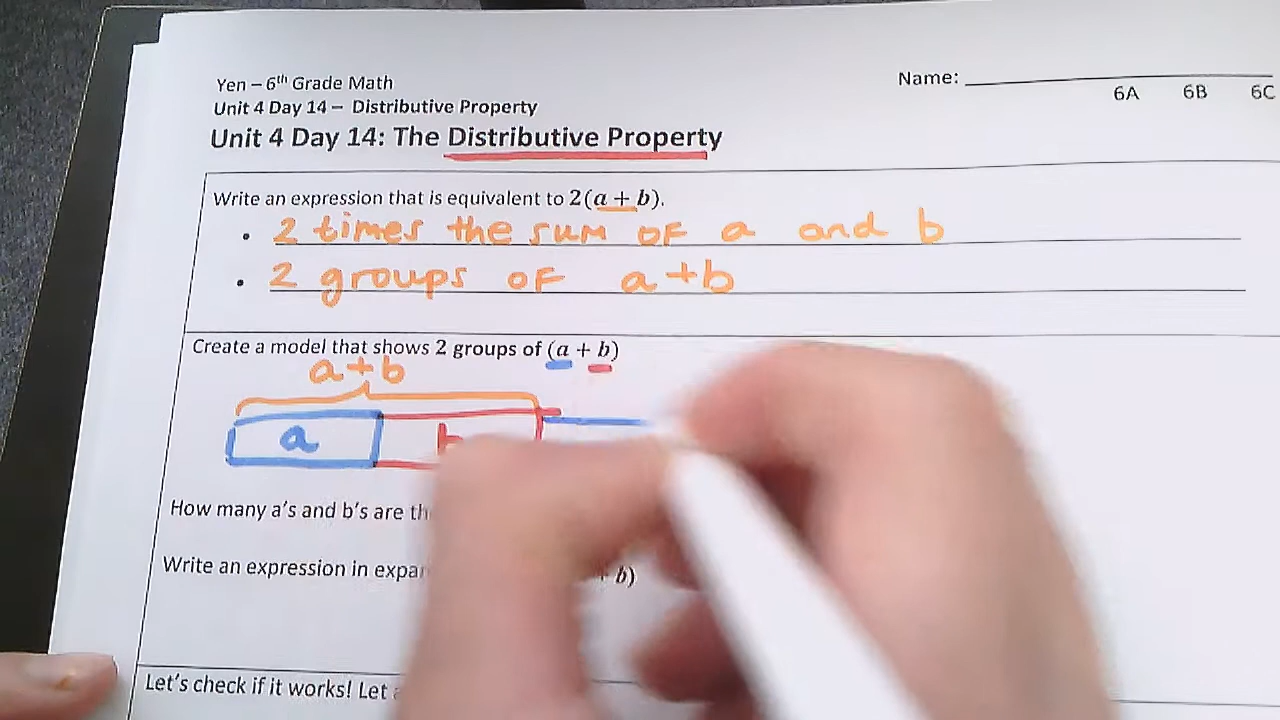 Yen – 6th Grade Math
Name:
Unit 4 Day 14 – Distributive Property
6A 6B 6C
Unit 4 Day 14: The Distributive Property
Write an expression that is equivalent to 2(a + b).
• 2 times the sum of a and b
• 2 groups of a+b
Create a model that shows 2 groups of (a + b)
a+b
a b
How many a's and b's are
Write an expression in b)
Let's check if it works! Let